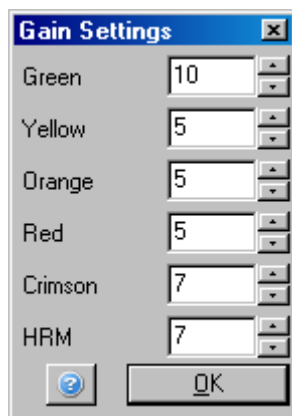 Gain Settings
Green 10
Yellow 5
Orange 5
Red 5
Crimson 7
HRM 7
? OK